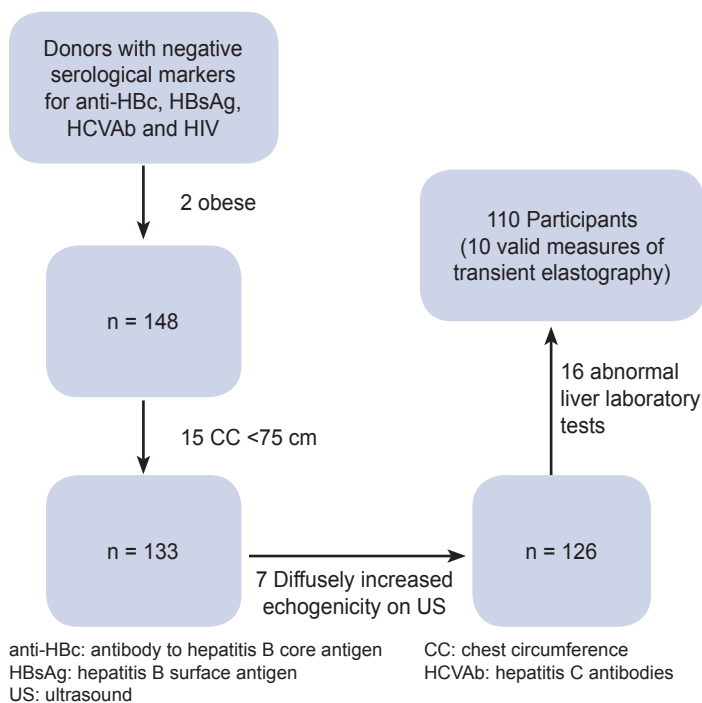 Donors with negative
serological markers
for anti-HBc, HBsAg,
HCVAb and HIV
2 obese
n = 148
15 CC <75 cm
n = 133
7 Diffusely increased
echogenicity on US
n = 126
16 abnormal
liver laboratory
tests
110 Participants
(10 valid measures of
transient elastography)
anti-HBc: antibody to hepatitis B core antigen
HBsAg: hepatitis B surface antigen
US: ultrasound
CC: chest circumference
HCVAb: hepatitis C antibodies